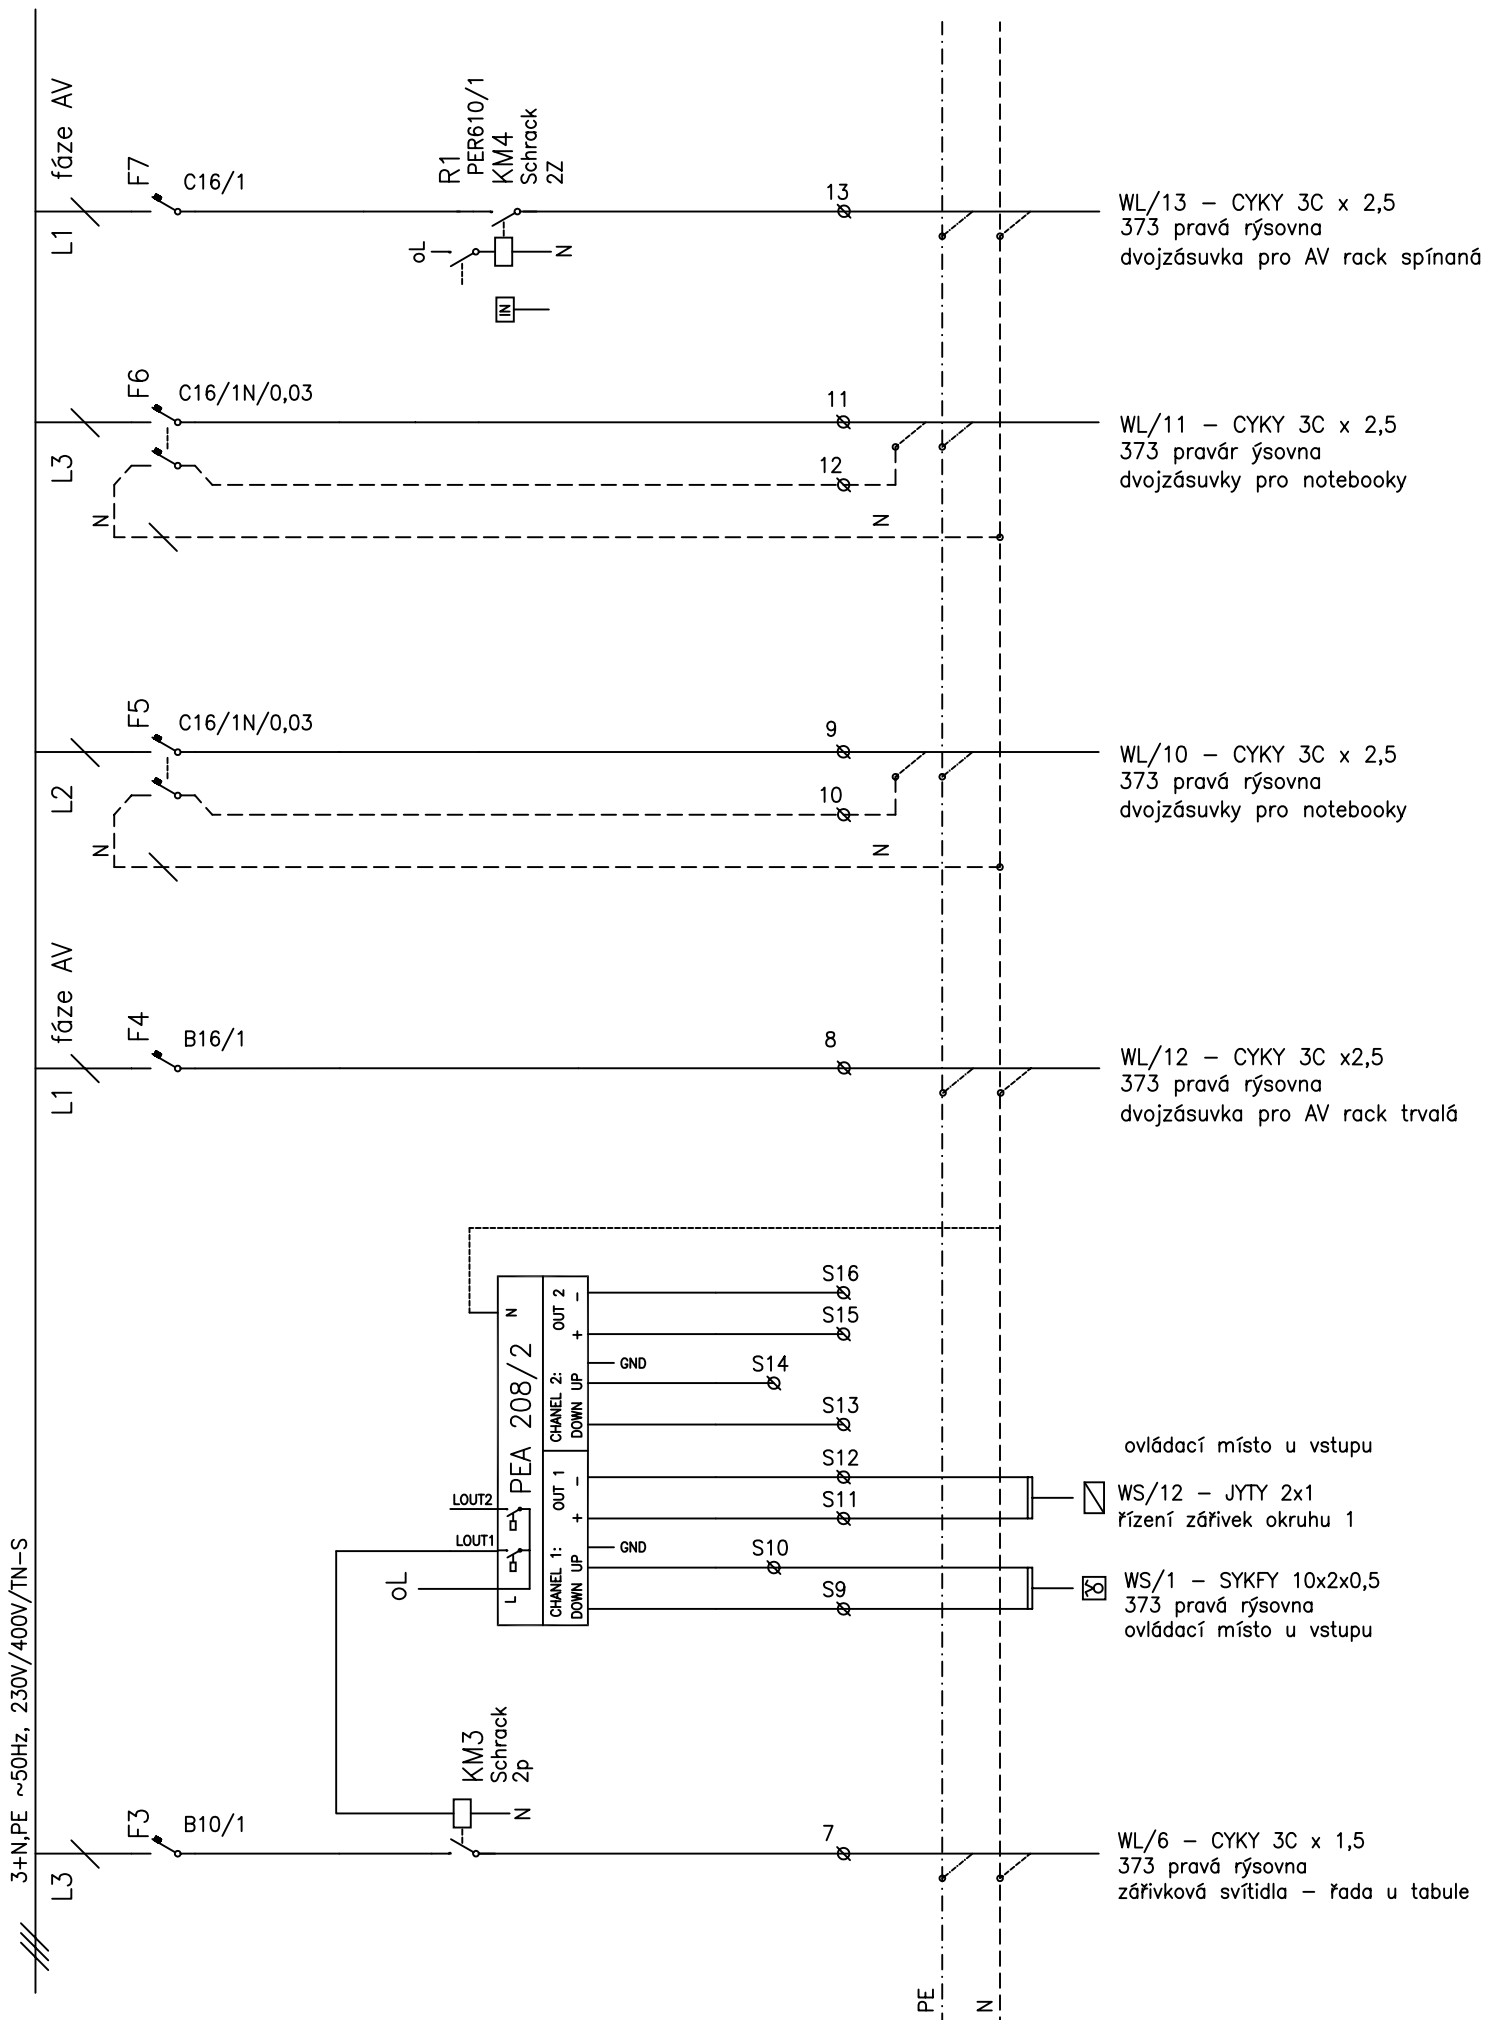 fáze AV
L1
F7
C16/1
R1
PER610/1
KM4
Schrack
2Z
oL
N
IN
13
WL/13 – CYKY 3C x 2,5
373 pravá rýsovna
dvojzásuvka pro AV rack spínaná
L3
F6
C16/1N/0,03
N
11
12
N
WL/11 – CYKY 3C x 2,5
373 pravár ýsovna
dvojzásuvky pro notebooky
L2
F5
C16/1N/0,03
N
9
10
N
WL/10 – CYKY 3C x 2,5
373 pravá rýsovna
dvojzásuvky pro notebooky
fáze AV
L1
F4
B16/1
8
WL/12 – CYKY 3C x2,5
373 pravá rýsovna
dvojzásuvka pro AV rack trvalá
PEA 208/2
N
L
LOUT2
LOUT1
oL
CHANEL 2:
OUT 2
DOWN UP
+ -
GND
CHANEL 1:
OUT 1
DOWN UP
+ -
GND
S16
S15
S14
S13
S12
S11
S10
S9
ovládací místo u vstupu
WS/12 – JYTY 2x1
řízení zářivek okruhu 1
WS/1 – SYKFY 10x2x0,5
373 pravá rýsovna
ovládací místo u vstupu
3+N,PE ~50Hz, 230V/400V/TN-S
L3
F3
B10/1
KM3
Schrack
2p
N
7
WL/6 – CYKY 3C x 1,5
373 pravá rýsovna
zářivková svítidla – řada u tabule
PE
N